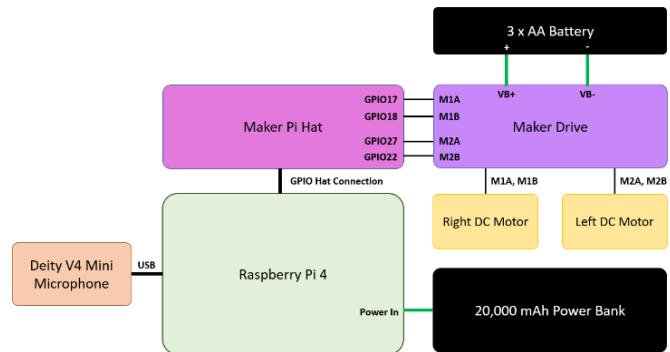 3 x AA Battery
+ -
VB+ VB-
Maker Pi Hat
GPIO17
GPIO18
GPIO27
GPIO22
M1A
M1B
M2A
M2B
Maker Drive
GPIO Hat Connection
M1A, M1B
M2A, M2B
Right DC Motor
Left DC Motor
Deity V4 Mini
Microphone
USB
Raspberry Pi 4
Power In
20,000 mAh Power Bank